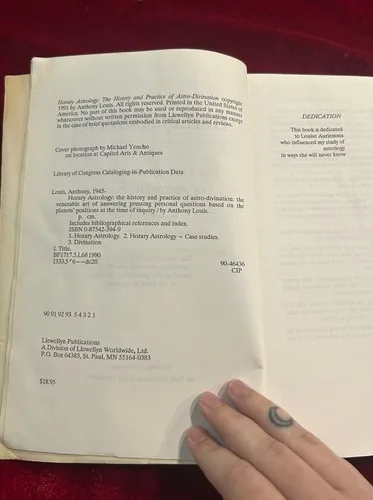 Horary Astrology: The History and Practice of Astro-Divination copyright
1991 by Anthony Louis. All rights reserved. Printed in the United States of
America. No part of this book may be used or reproduced in any manner
whatsoever without written permission from Llewellyn Publications except
in the case of brief quotations embodied in critical articles and reviews.
Cover photograph by Michael Yencho
on location at Capitol Arts & Antiques
Library of Congress Cataloging-in-Publication Data
Louis, Anthony, 1945-
Horary Astrology: the history and practice of astro-divination: the
venerable art of answering pressing personal questions based on the
planets' positions at the time of inquiry / by Anthony Louis.
p. cm.
Includes bibliographical references and index.
ISBN 0-87542-394-9
1. Horary Astrology. 2. Horary Astrology – Case studies.
3. Divination
I. Title.
BF1717.5.L68 1990
1333.5'6--dc20 90-46436
CIP
90 91 92 93 5 4 3 2 1
Llewellyn Publications
A Division of Llewellyn Worldwide, Ltd.
P.O. Box 64383, St. Paul, MN 55164-0383
$18.95
DEDICATION
This book is dedicated
to Louise Auriemma
who influenced my study of
astrology
in ways she will never know